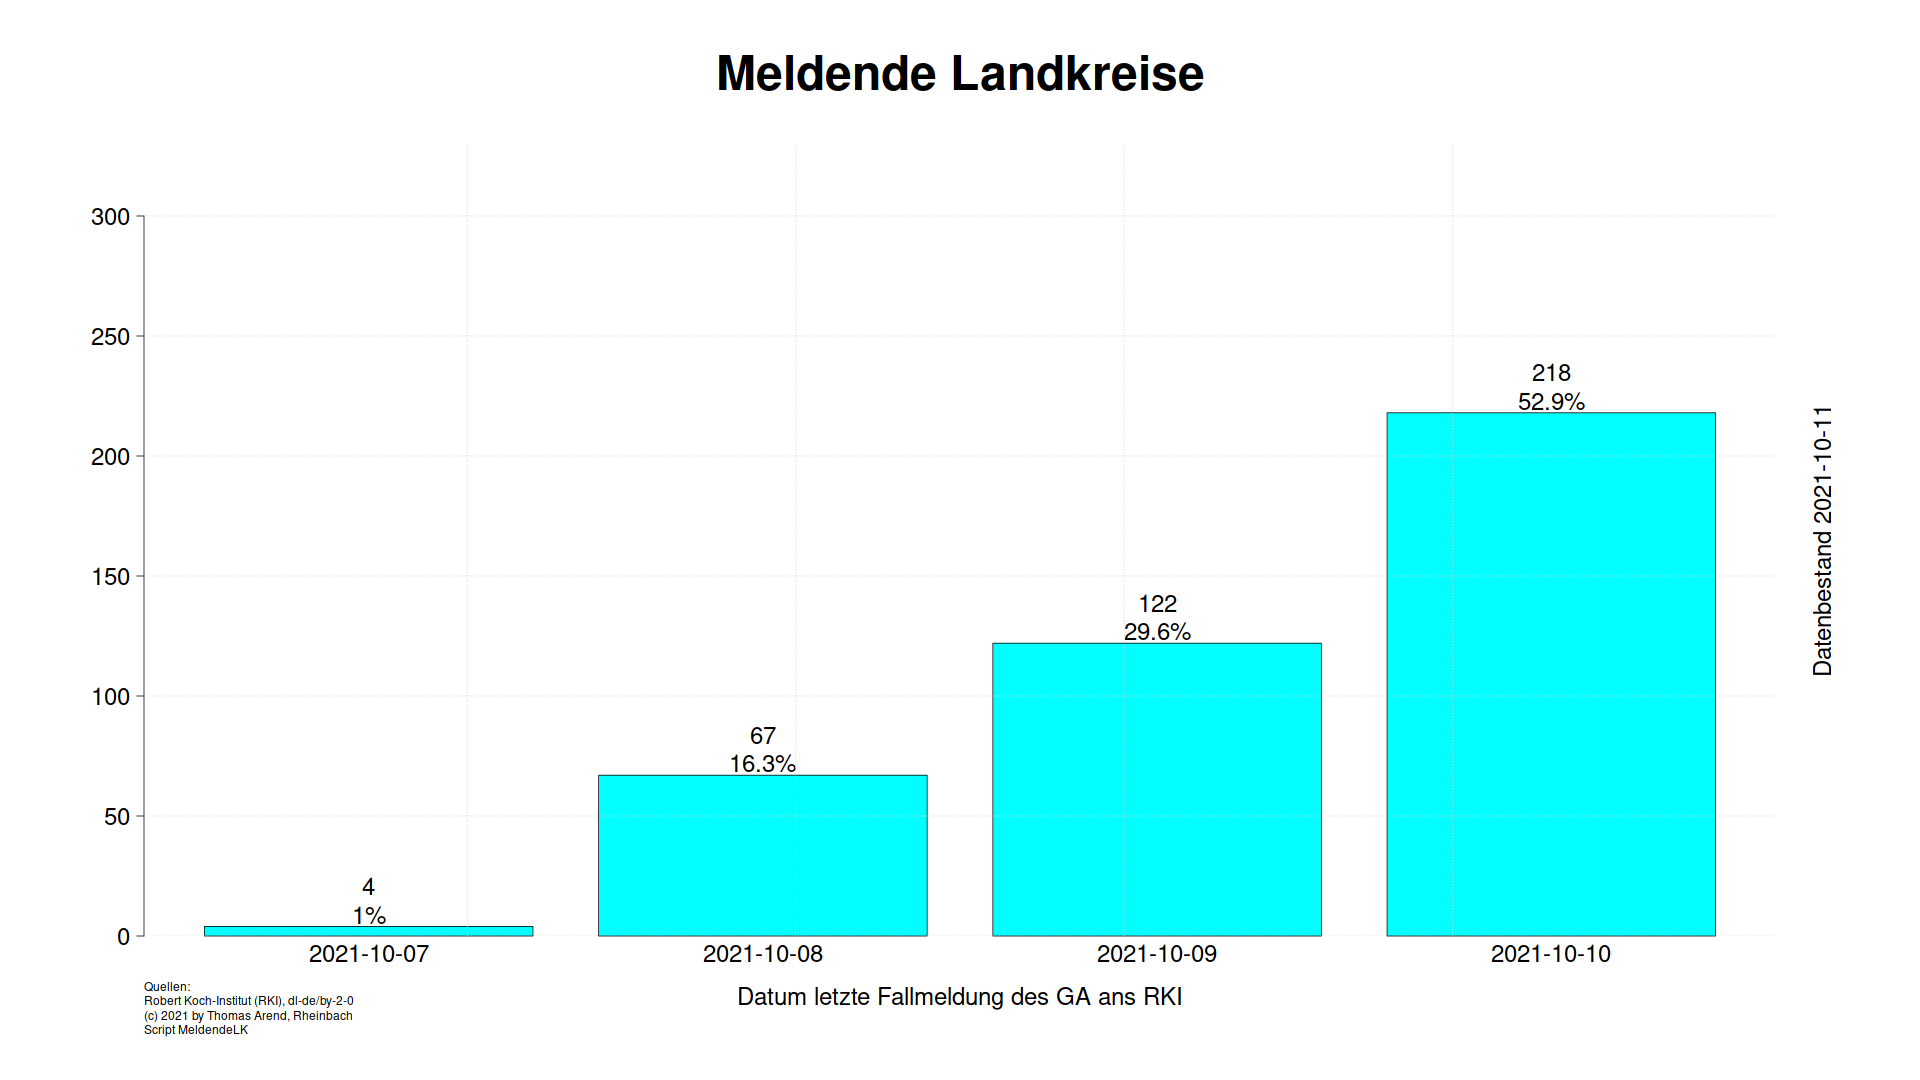 Meldende Landkreise
300
250
200
150
100
50
0
4
1%
67
16.3%
122
29.6%
218
52.9%
2021-10-07
2021-10-08
2021-10-09
2021-10-10
Datum letzte Fallmeldung des GA ans RKI
Datenbestand 2021-10-11
Quellen:
Robert Koch-Institut (RKI), dl-de/by-2-0
(c) 2021 by Thomas Arend, Rheinbach
Script MeldendeLK